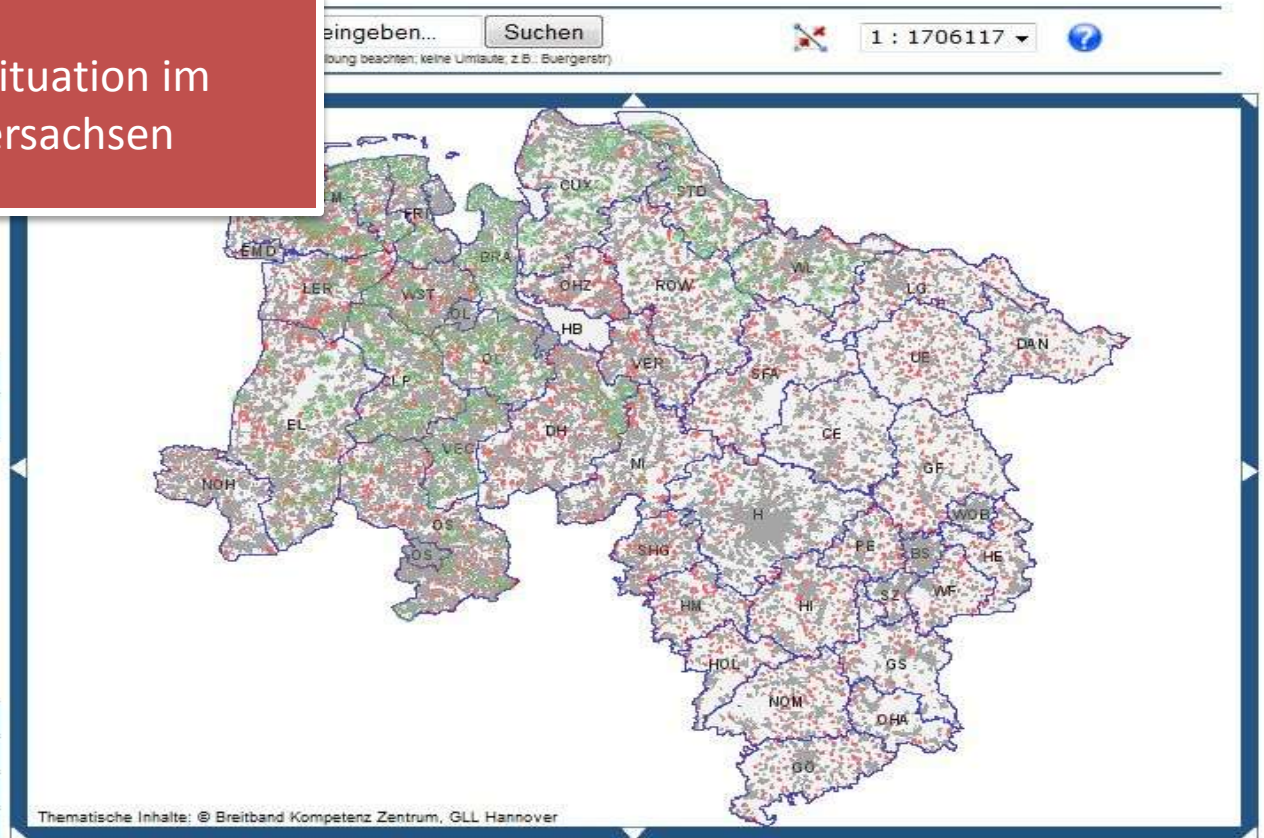 ituation im
ersachsen
eingeben...
Suchen
1 : 1706117
?
bung beachten; keine Umlaute; z.B.: Buergerstr)
CUX
STD
FRI
EMD
BRA
WL
LER
WST
OHZ
ROW
LG
OL
HB
DAN
OL
VER
UE
SFA
CLP
EL
DH
CE
VEC
NI
GF
NOH
OS
H
WOB
OS
SHG
PE
BS
HE
HM
HI
SZ
WF
HOL
GS
NOM
OHA
GÖ
Thematische Inhalte: © Breitband Kompetenz Zentrum, GLL Hannover